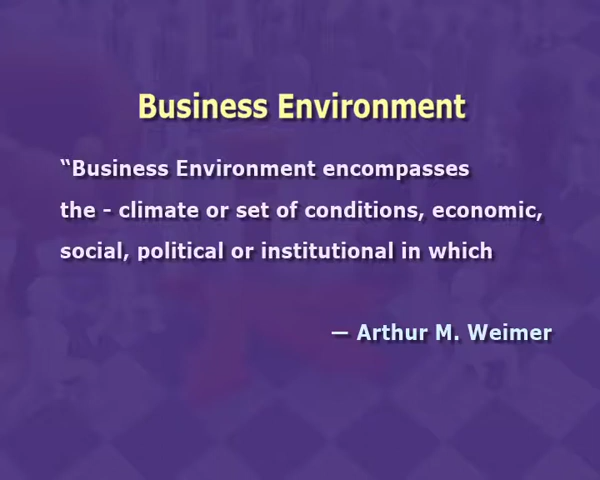 Business Environment
“Business Environment encompasses
the - climate or set of conditions, economic,
social, political or institutional in which
— Arthur M. Weimer